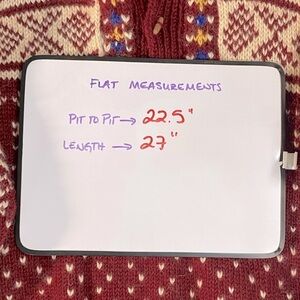 FLAT MEASUREMENTS
PIT TO PIT → 22.5"
LENGTH → 27"